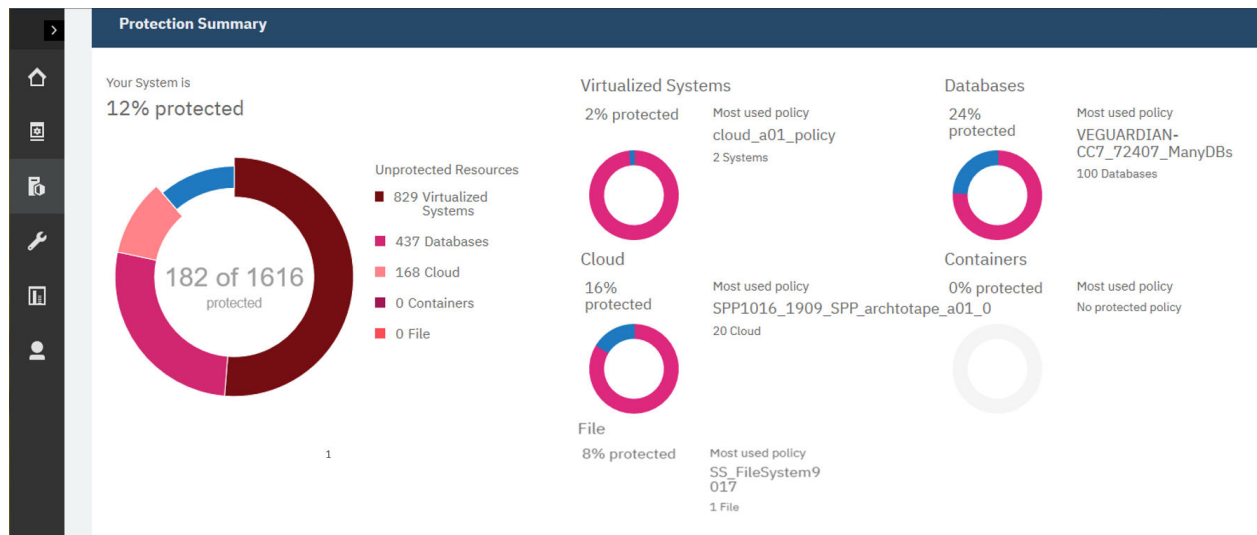 Protection Summary
Your System is
12% protected
182 of 1616
protected
Unprotected Resources
829 Virtualized
Systems
437 Databases
168 Cloud
0 Containers
0 File
1
Virtualized Systems
2% protected
Most used policy
cloud_a01_policy
2 Systems
Databases
24%
protected
Most used policy
VEGUARDIAN-
CC7_72407_ManyDBs
100 Databases
Cloud
16%
protected
Most used policy
SPP1016_1909_SPP_archtotape_a01_0
20 Cloud
Containers
0% protected
Most used policy
No protected policy
File
8% protected
Most used policy
SS_FileSystem9
017
1 File